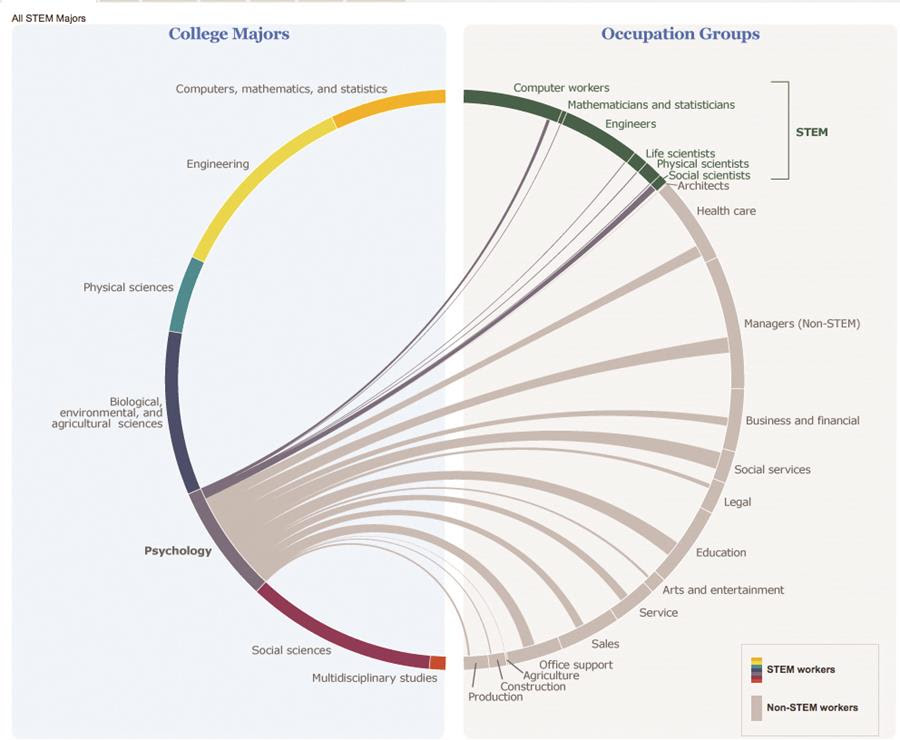 All STEM Majors
College Majors
Occupation Groups
Computers, mathematics, and statistics
Engineering
Physical sciences
Biological,
environmental, and
agricultural sciences
Psychology
Social sciences
Multidisciplinary studies
Computer workers
Mathematicians and statisticians
Engineers
Life scientists
Physical scientists
Social scientists
Architects
STEM
Health care
Managers (Non-STEM)
Business and financial
Social services
Legal
Education
Arts and entertainment
Service
Sales
Office support
Agriculture
Construction
Production
STEM workers
Non-STEM workers